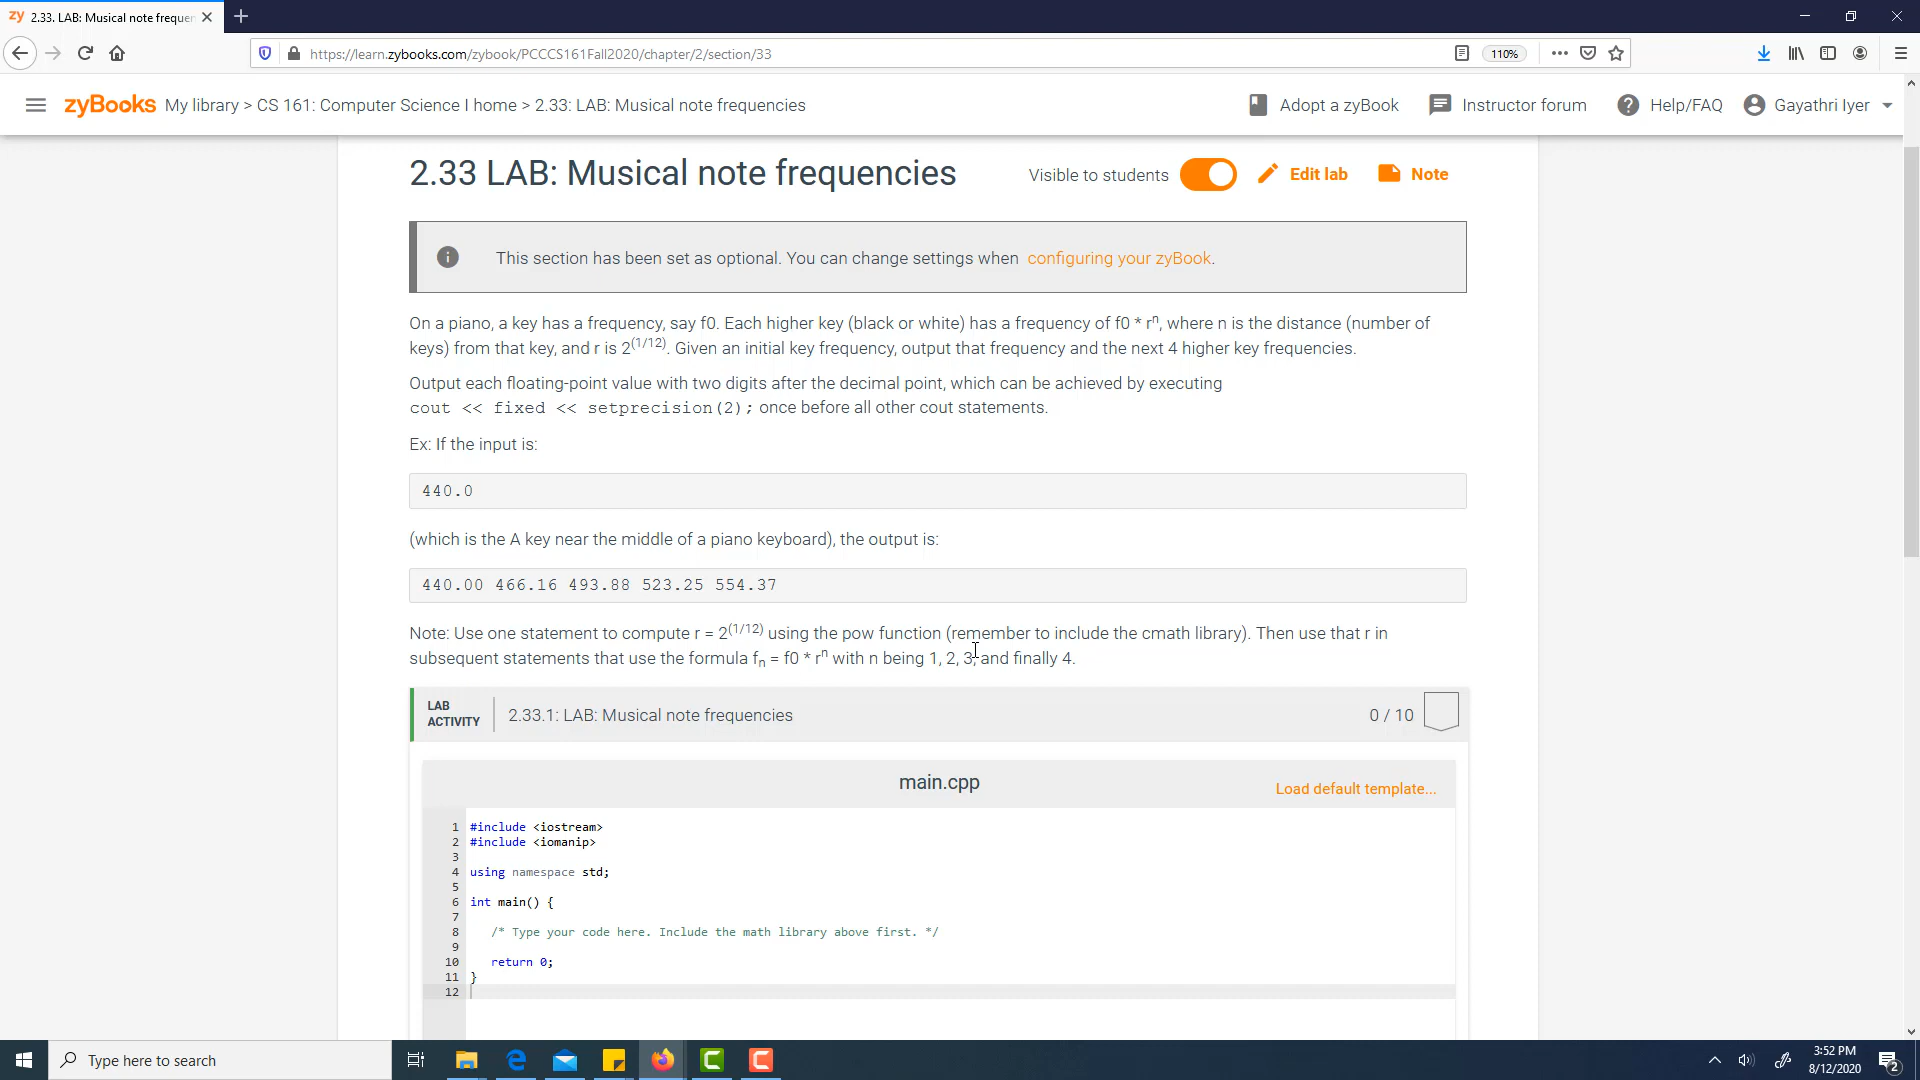 zy 2.33. LAB: Musical note frequen
https://learn.zybooks.com/zybook/PCCCS161Fall2020/chapter/2/section/33
110%
zyBooks My library > CS 161: Computer Science I home > 2.33: LAB: Musical note frequencies
Adopt a zyBook Instructor forum Help/FAQ Gayathri Iyer
2.33 LAB: Musical note frequencies
Visible to students Edit lab Note
This section has been set as optional. You can change settings when configuring your zyBook.
On a piano, a key has a frequency, say f0. Each higher key (black or white) has a frequency of f0 * rⁿ, where n is the distance (number of
keys) from that key, and r is 2^(1/12). Given an initial key frequency, output that frequency and the next 4 higher key frequencies.
Output each floating-point value with two digits after the decimal point, which can be achieved by executing
cout << fixed << setprecision(2); once before all other cout statements.
Ex: If the input is:
440.0
(which is the A key near the middle of a piano keyboard), the output is:
440.00 466.16 493.88 523.25 554.37
Note: Use one statement to compute r = 2^(1/12) using the pow function (remember to include the cmath library). Then use that r in
subsequent statements that use the formula fₙ = f0 * rⁿ with n being 1, 2, 3, and finally 4.
LAB
ACTIVITY
2.33.1: LAB: Musical note frequencies
0 / 10
main.cpp
Load default template...
1 #include <iostream>
2 #include <iomanip>
3
4 using namespace std;
5
6 int main() {
7
8 /* Type your code here. Include the math library above first. */
9
10 return 0;
11 }
12
Type here to search
3:52 PM
8/12/2020
2